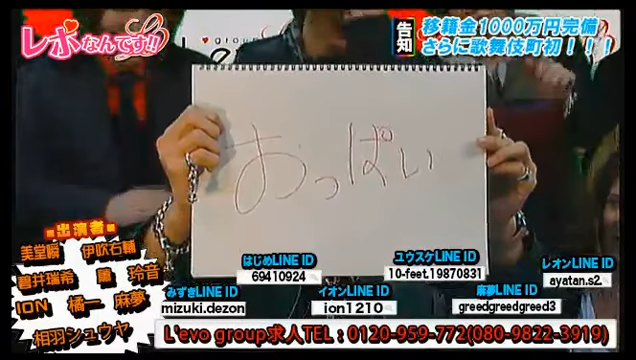 レポなんです!!
group
L'e
告知
移籍金1000万円完備
さらに歌舞伎町初!!!
おっぱい
出演者
美堂瞬 伊吹右輔
碧井瑞希 玲音
ION 橘一 麻夢
相羽シュウヤ
はじめLINE ID
69410924
ユウスケLINE ID
10-feet.19870831
レオンLINE ID
ayatan.s2.
みずきLINE ID
mizuki.dezon
イオンLINE ID
ion1210
麻夢LINE ID
greedgreedgreed3
L'evo group求人TEL:0120-959-772(080-9822-3919)